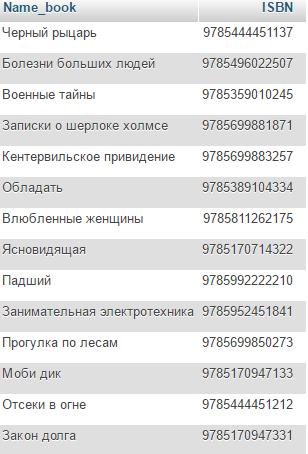 Name_book ISBN
Черный рыцарь 9785444451137
Болезни больших людей 9785496022507
Военные тайны 9785359010245
Записки о шерлоке холмсе 9785699881871
Кентервильское привидение 9785699883257
Обладать 9785389104334
Влюбленные женщины 9785811262175
Ясновидящая 9785170714322
Падший 9785992222210
Занимательная электротехника 9785952451841
Прогулка по лесам 9785699850273
Моби дик 9785170947133
Отсеки в огне 9785444451212
Закон долга 9785170947331